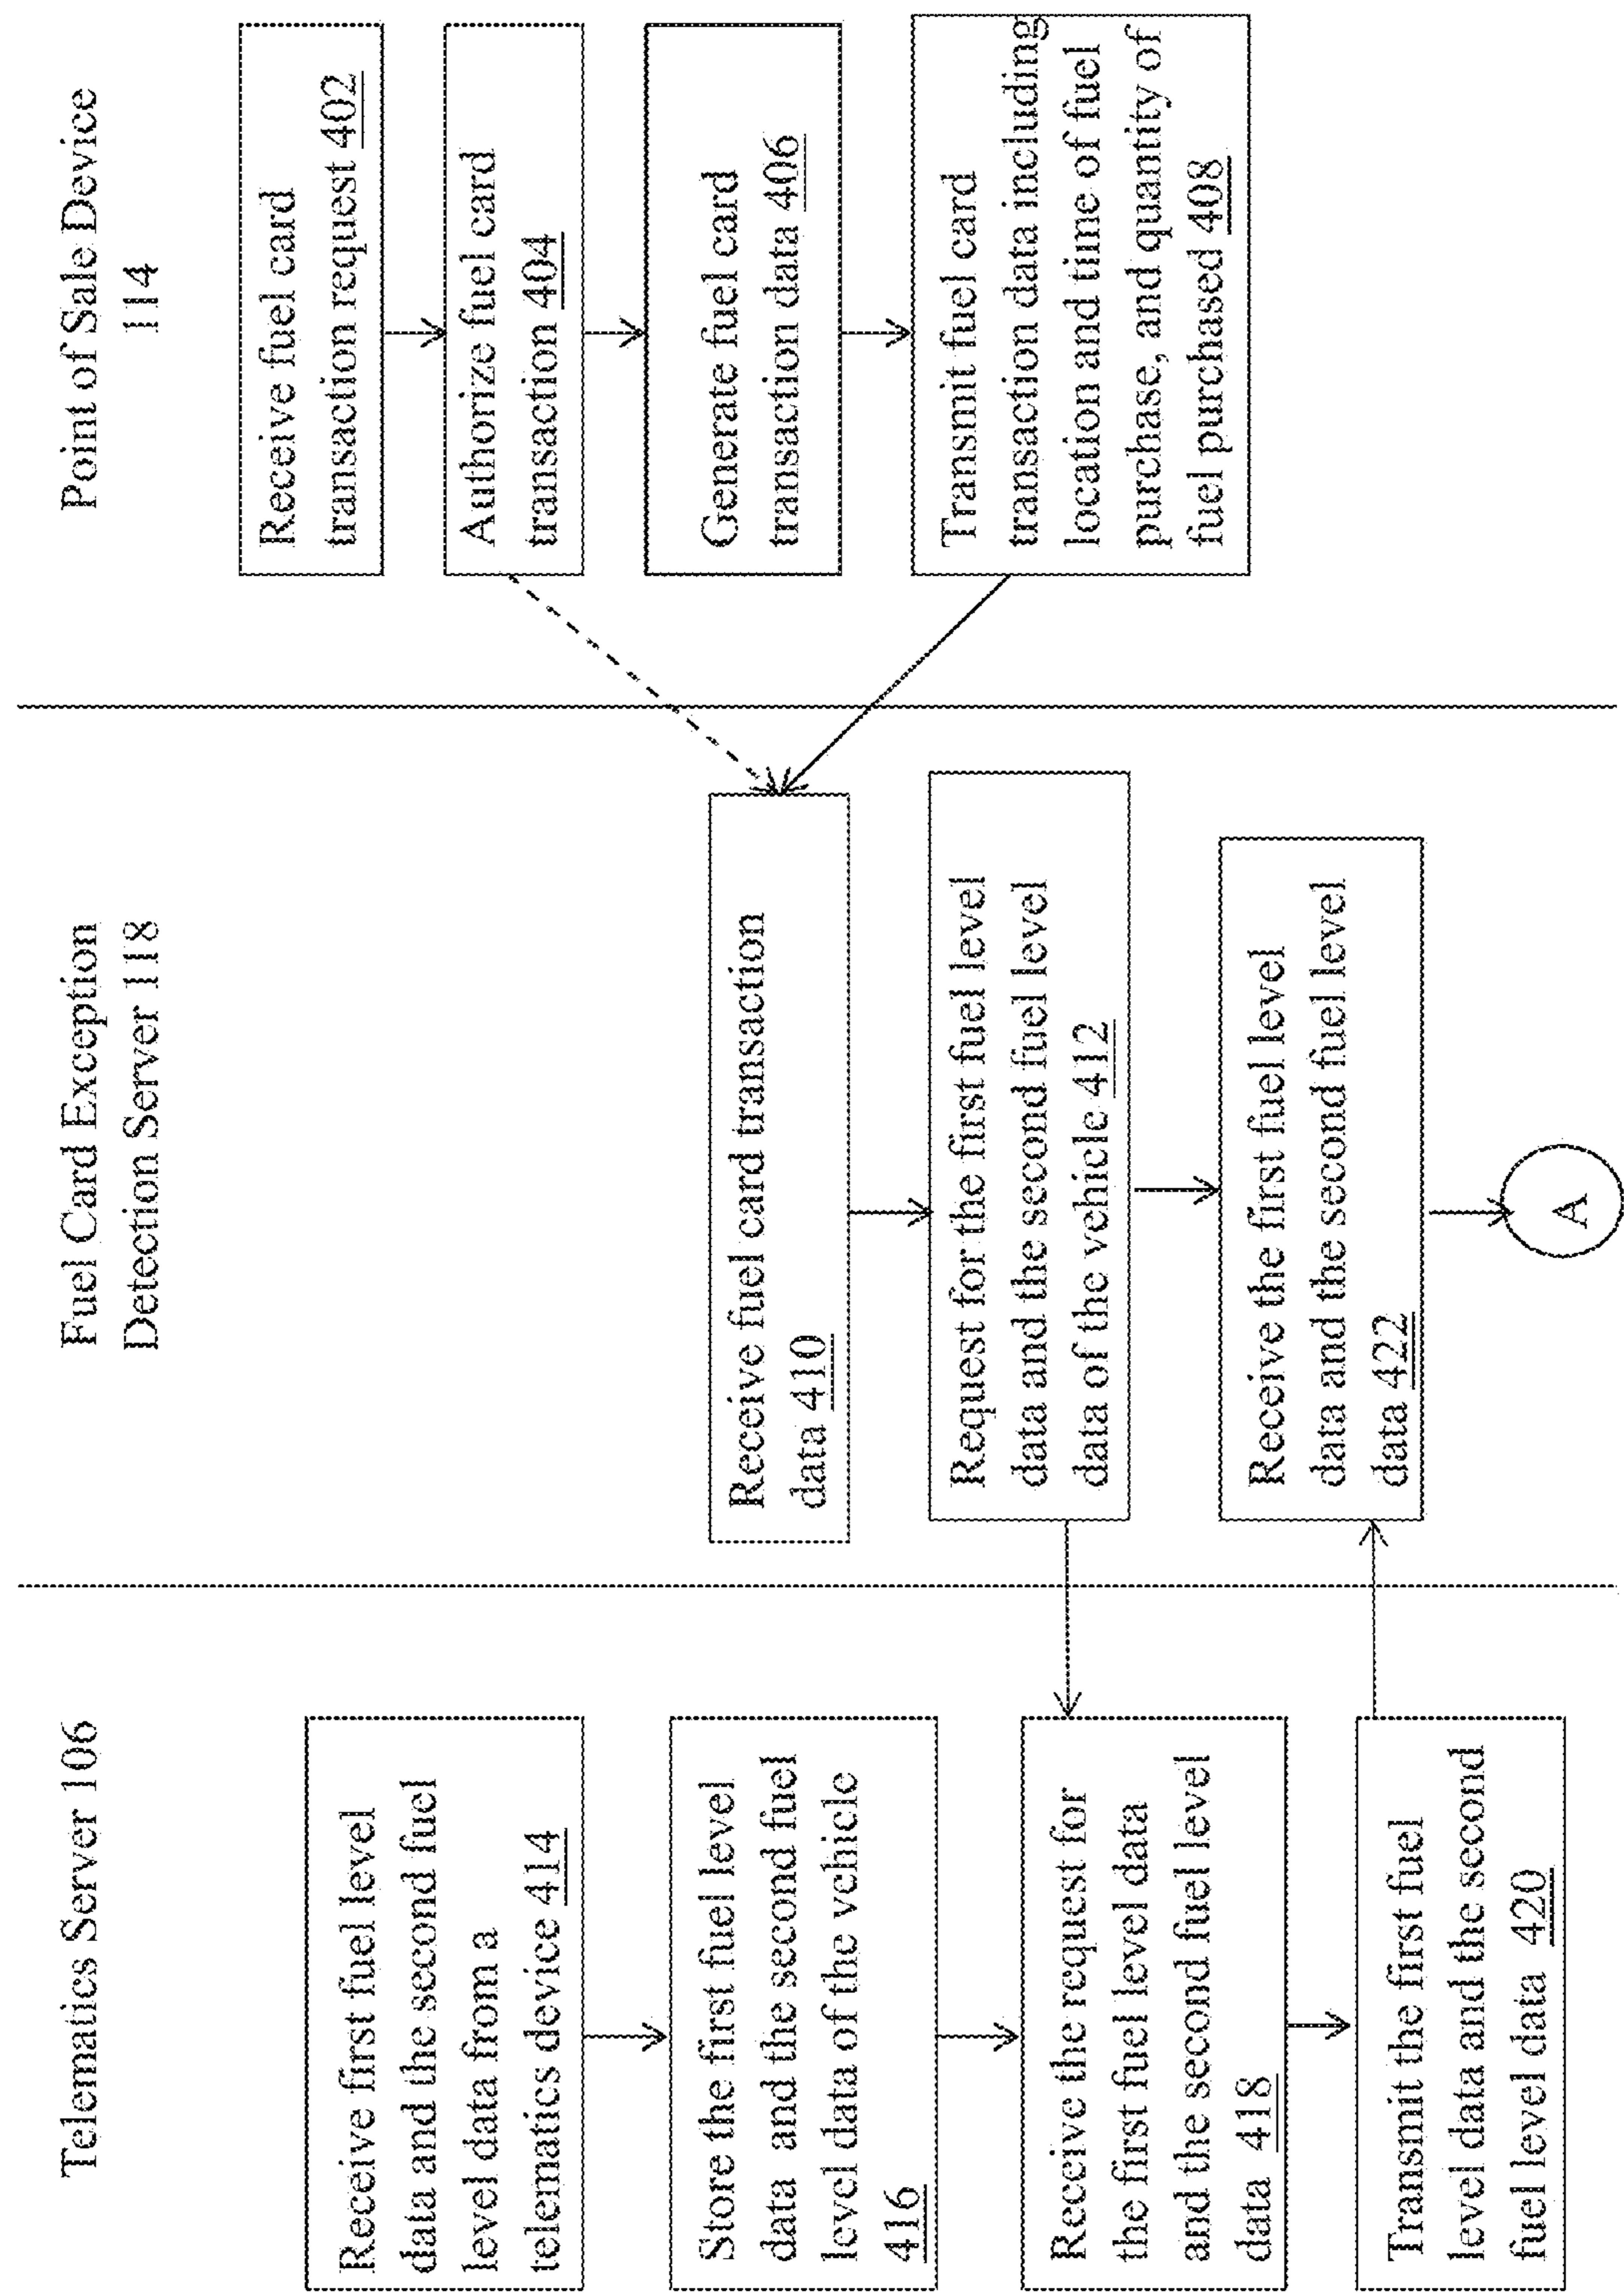 Telematics Server 106
Receive first fuel level
data and the second fuel
level data from a
telematics device 414
Store the first fuel level
data and the second fuel
level data of the vehicle
416
Receive the request for
the first fuel level data
and the second fuel level
data 418
Transmit the first fuel
level data and the second
fuel level data 420
Fuel Card Exception
Detection Server 118
Receive fuel card transaction
data 410
Request for the first fuel level
data and the second fuel level
data of the vehicle 412
Receive the first fuel level
data and the second fuel level
data 422
A
Point of Sale Device
114
Receive fuel card
transaction request 402
Authorize fuel card
transaction 404
Generate fuel card
transaction data 406
Transmit fuel card
transaction data including
location and time of fuel
purchase, and quantity of
fuel purchased 408